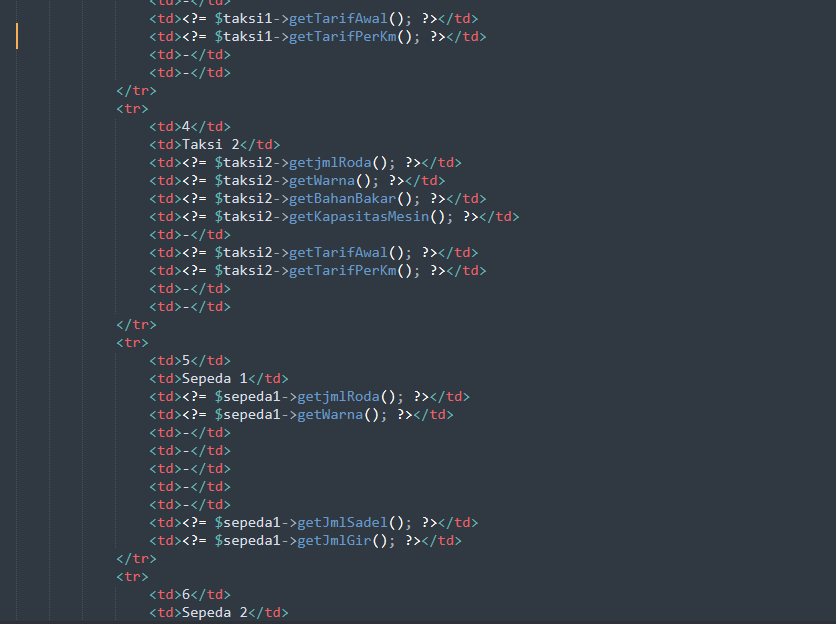 <td>-</td>
<td><?= $taksi1->getTarifAwal(); ?></td>
<td><?= $taksi1->getTarifPerKm(); ?></td>
<td>-</td>
<td>-</td>
</tr>
<tr>
<td>4</td>
<td>Taksi 2</td>
<td><?= $taksi2->getjmlRoda(); ?></td>
<td><?= $taksi2->getWarna(); ?></td>
<td><?= $taksi2->getBahanBakar(); ?></td>
<td><?= $taksi2->getKapasitasMesin(); ?></td>
<td>-</td>
<td><?= $taksi2->getTarifAwal(); ?></td>
<td><?= $taksi2->getTarifPerKm(); ?></td>
<td>-</td>
<td>-</td>
</tr>
<tr>
<td>5</td>
<td>Sepeda 1</td>
<td><?= $sepeda1->getjmlRoda(); ?></td>
<td><?= $sepeda1->getWarna(); ?></td>
<td>-</td>
<td>-</td>
<td>-</td>
<td>-</td>
<td>-</td>
<td><?= $sepeda1->getJmlSadel(); ?></td>
<td><?= $sepeda1->getJmlGir(); ?></td>
</tr>
<tr>
<td>6</td>
<td>Sepeda 2</td>